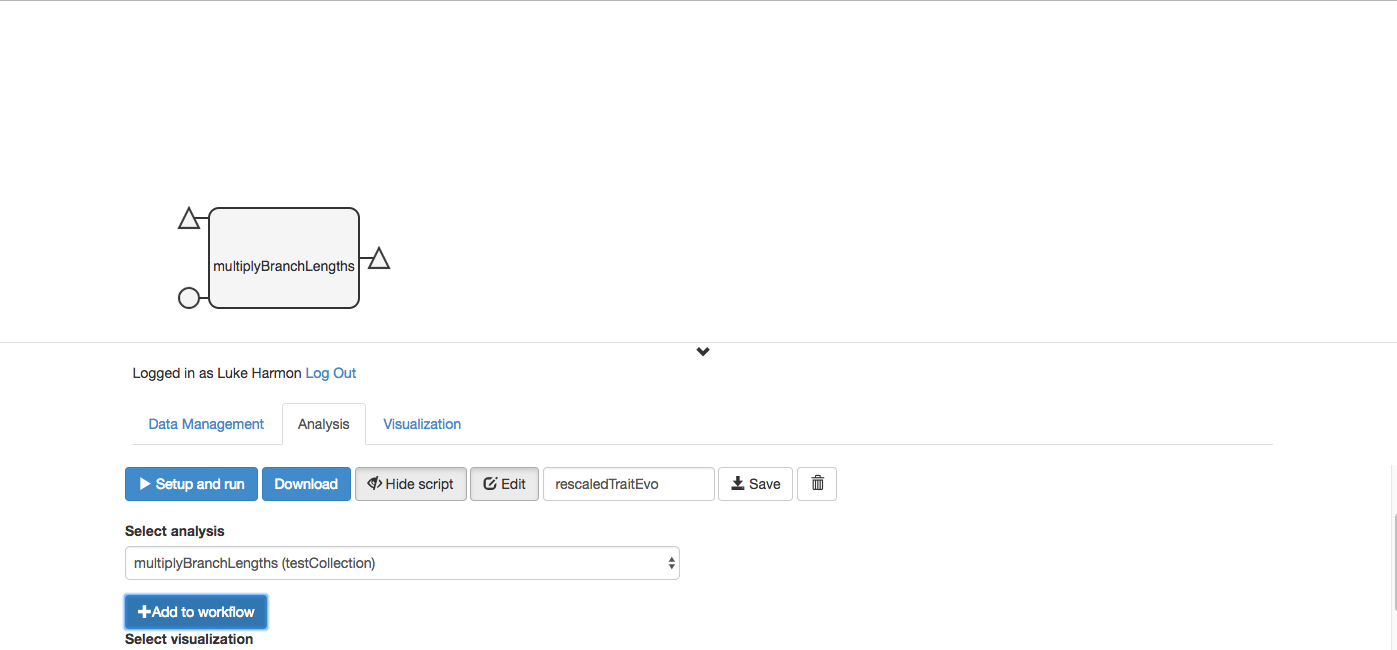 multiplyBranchLengths
Logged in as Luke Harmon Log Out
Data Management Analysis Visualization
Setup and run Download Hide script Edit rescaledTraitEvo Save
Select analysis
multiplyBranchLengths (testCollection)
Add to workflow
Select visualization